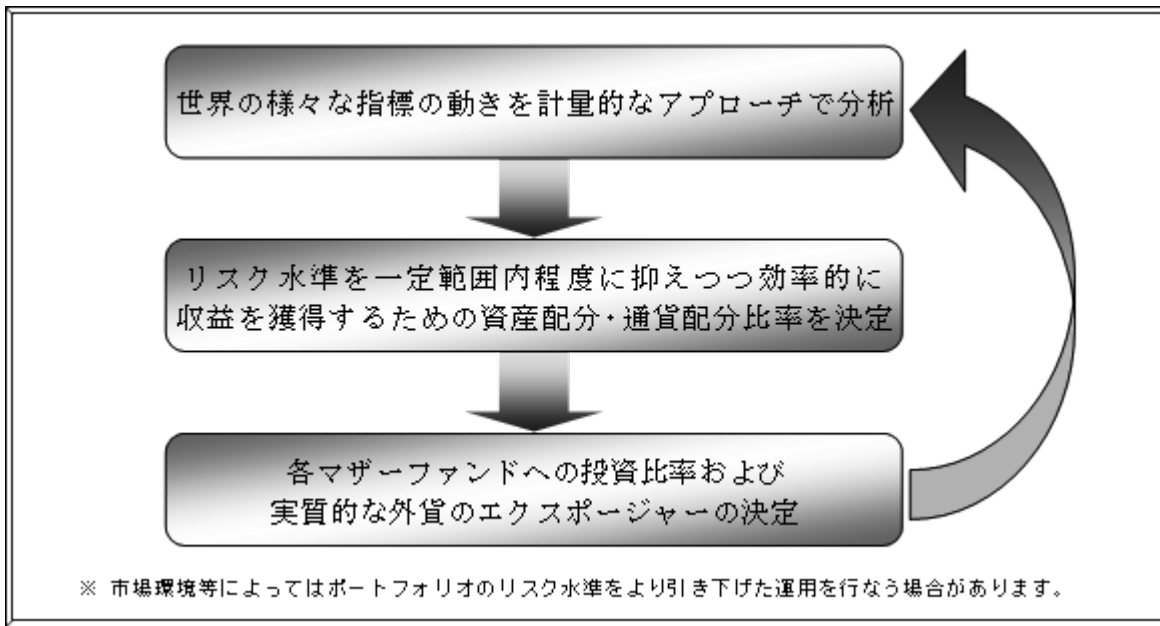 世界の様々な指標の動きを計量的なアプローチで分析
リスク水準を一定範囲内程度に抑えつつ効率的に
収益を獲得するための資産配分・通貨配分比率を決定
各マザーファンドへの投資比率および
実質的な外貨のエクスポージャーの決定
※ 市場環境等によってはポートフォリオのリスク水準をより引き下げた運用を行なう場合があります。